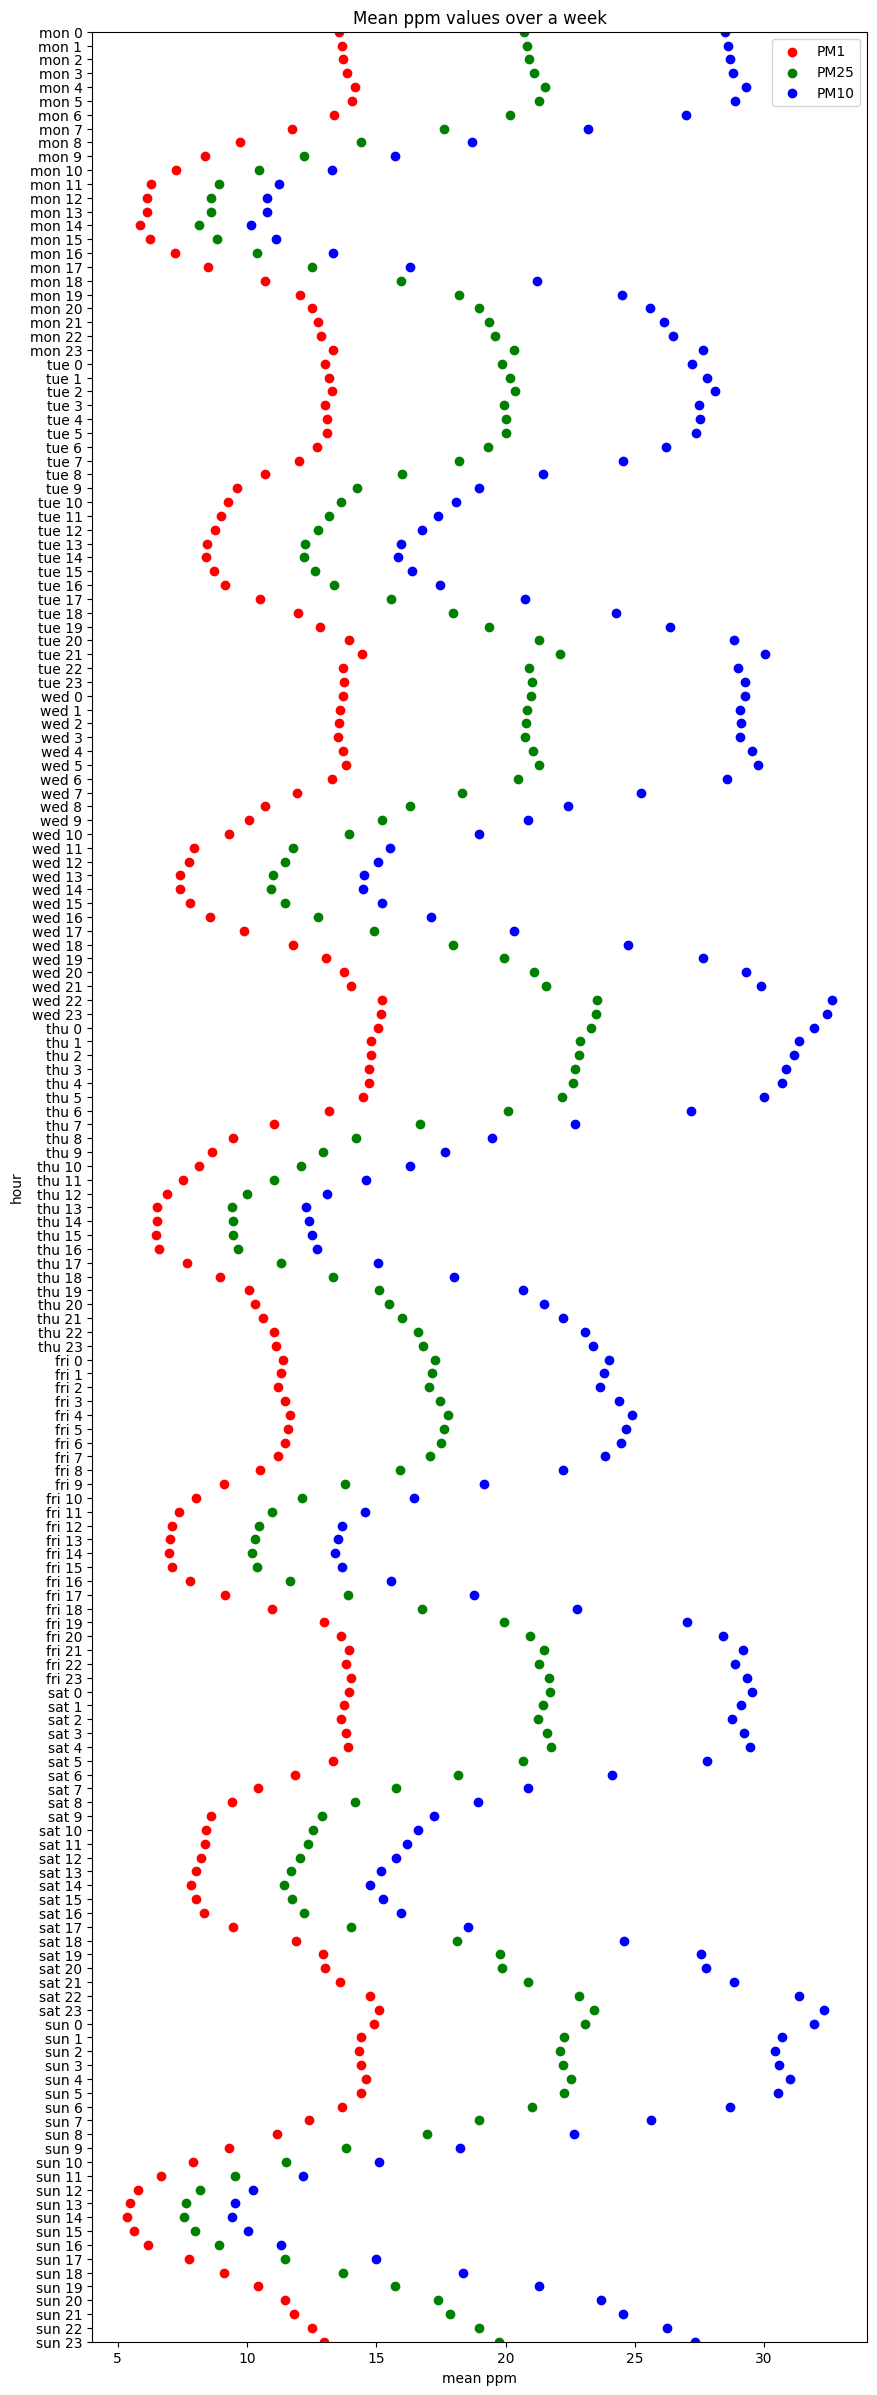 Mean ppm values over a week
PM1
PM25
PM10
mon 0
mon 1
mon 2
mon 3
mon 4
mon 5
mon 6
mon 7
mon 8
mon 9
mon 10
mon 11
mon 12
mon 13
mon 14
mon 15
mon 16
mon 17
mon 18
mon 19
mon 20
mon 21
mon 22
mon 23
tue 0
tue 1
tue 2
tue 3
tue 4
tue 5
tue 6
tue 7
tue 8
tue 9
tue 10
tue 11
tue 12
tue 13
tue 14
tue 15
tue 16
tue 17
tue 18
tue 19
tue 20
tue 21
tue 22
tue 23
wed 0
wed 1
wed 2
wed 3
wed 4
wed 5
wed 6
wed 7
wed 8
wed 9
wed 10
wed 11
wed 12
wed 13
wed 14
wed 15
wed 16
wed 17
wed 18
wed 19
wed 20
wed 21
wed 22
wed 23
thu 0
thu 1
thu 2
thu 3
thu 4
thu 5
thu 6
thu 7
thu 8
thu 9
thu 10
thu 11
thu 12
thu 13
thu 14
thu 15
thu 16
thu 17
thu 18
thu 19
thu 20
thu 21
thu 22
thu 23
fri 0
fri 1
fri 2
fri 3
fri 4
fri 5
fri 6
fri 7
fri 8
fri 9
fri 10
fri 11
fri 12
fri 13
fri 14
fri 15
fri 16
fri 17
fri 18
fri 19
fri 20
fri 21
fri 22
fri 23
sat 0
sat 1
sat 2
sat 3
sat 4
sat 5
sat 6
sat 7
sat 8
sat 9
sat 10
sat 11
sat 12
sat 13
sat 14
sat 15
sat 16
sat 17
sat 18
sat 19
sat 20
sat 21
sat 22
sat 23
sun 0
sun 1
sun 2
sun 3
sun 4
sun 5
sun 6
sun 7
sun 8
sun 9
sun 10
sun 11
sun 12
sun 13
sun 14
sun 15
sun 16
sun 17
sun 18
sun 19
sun 20
sun 21
sun 22
sun 23
hour
5 10 15 20 25 30
mean ppm